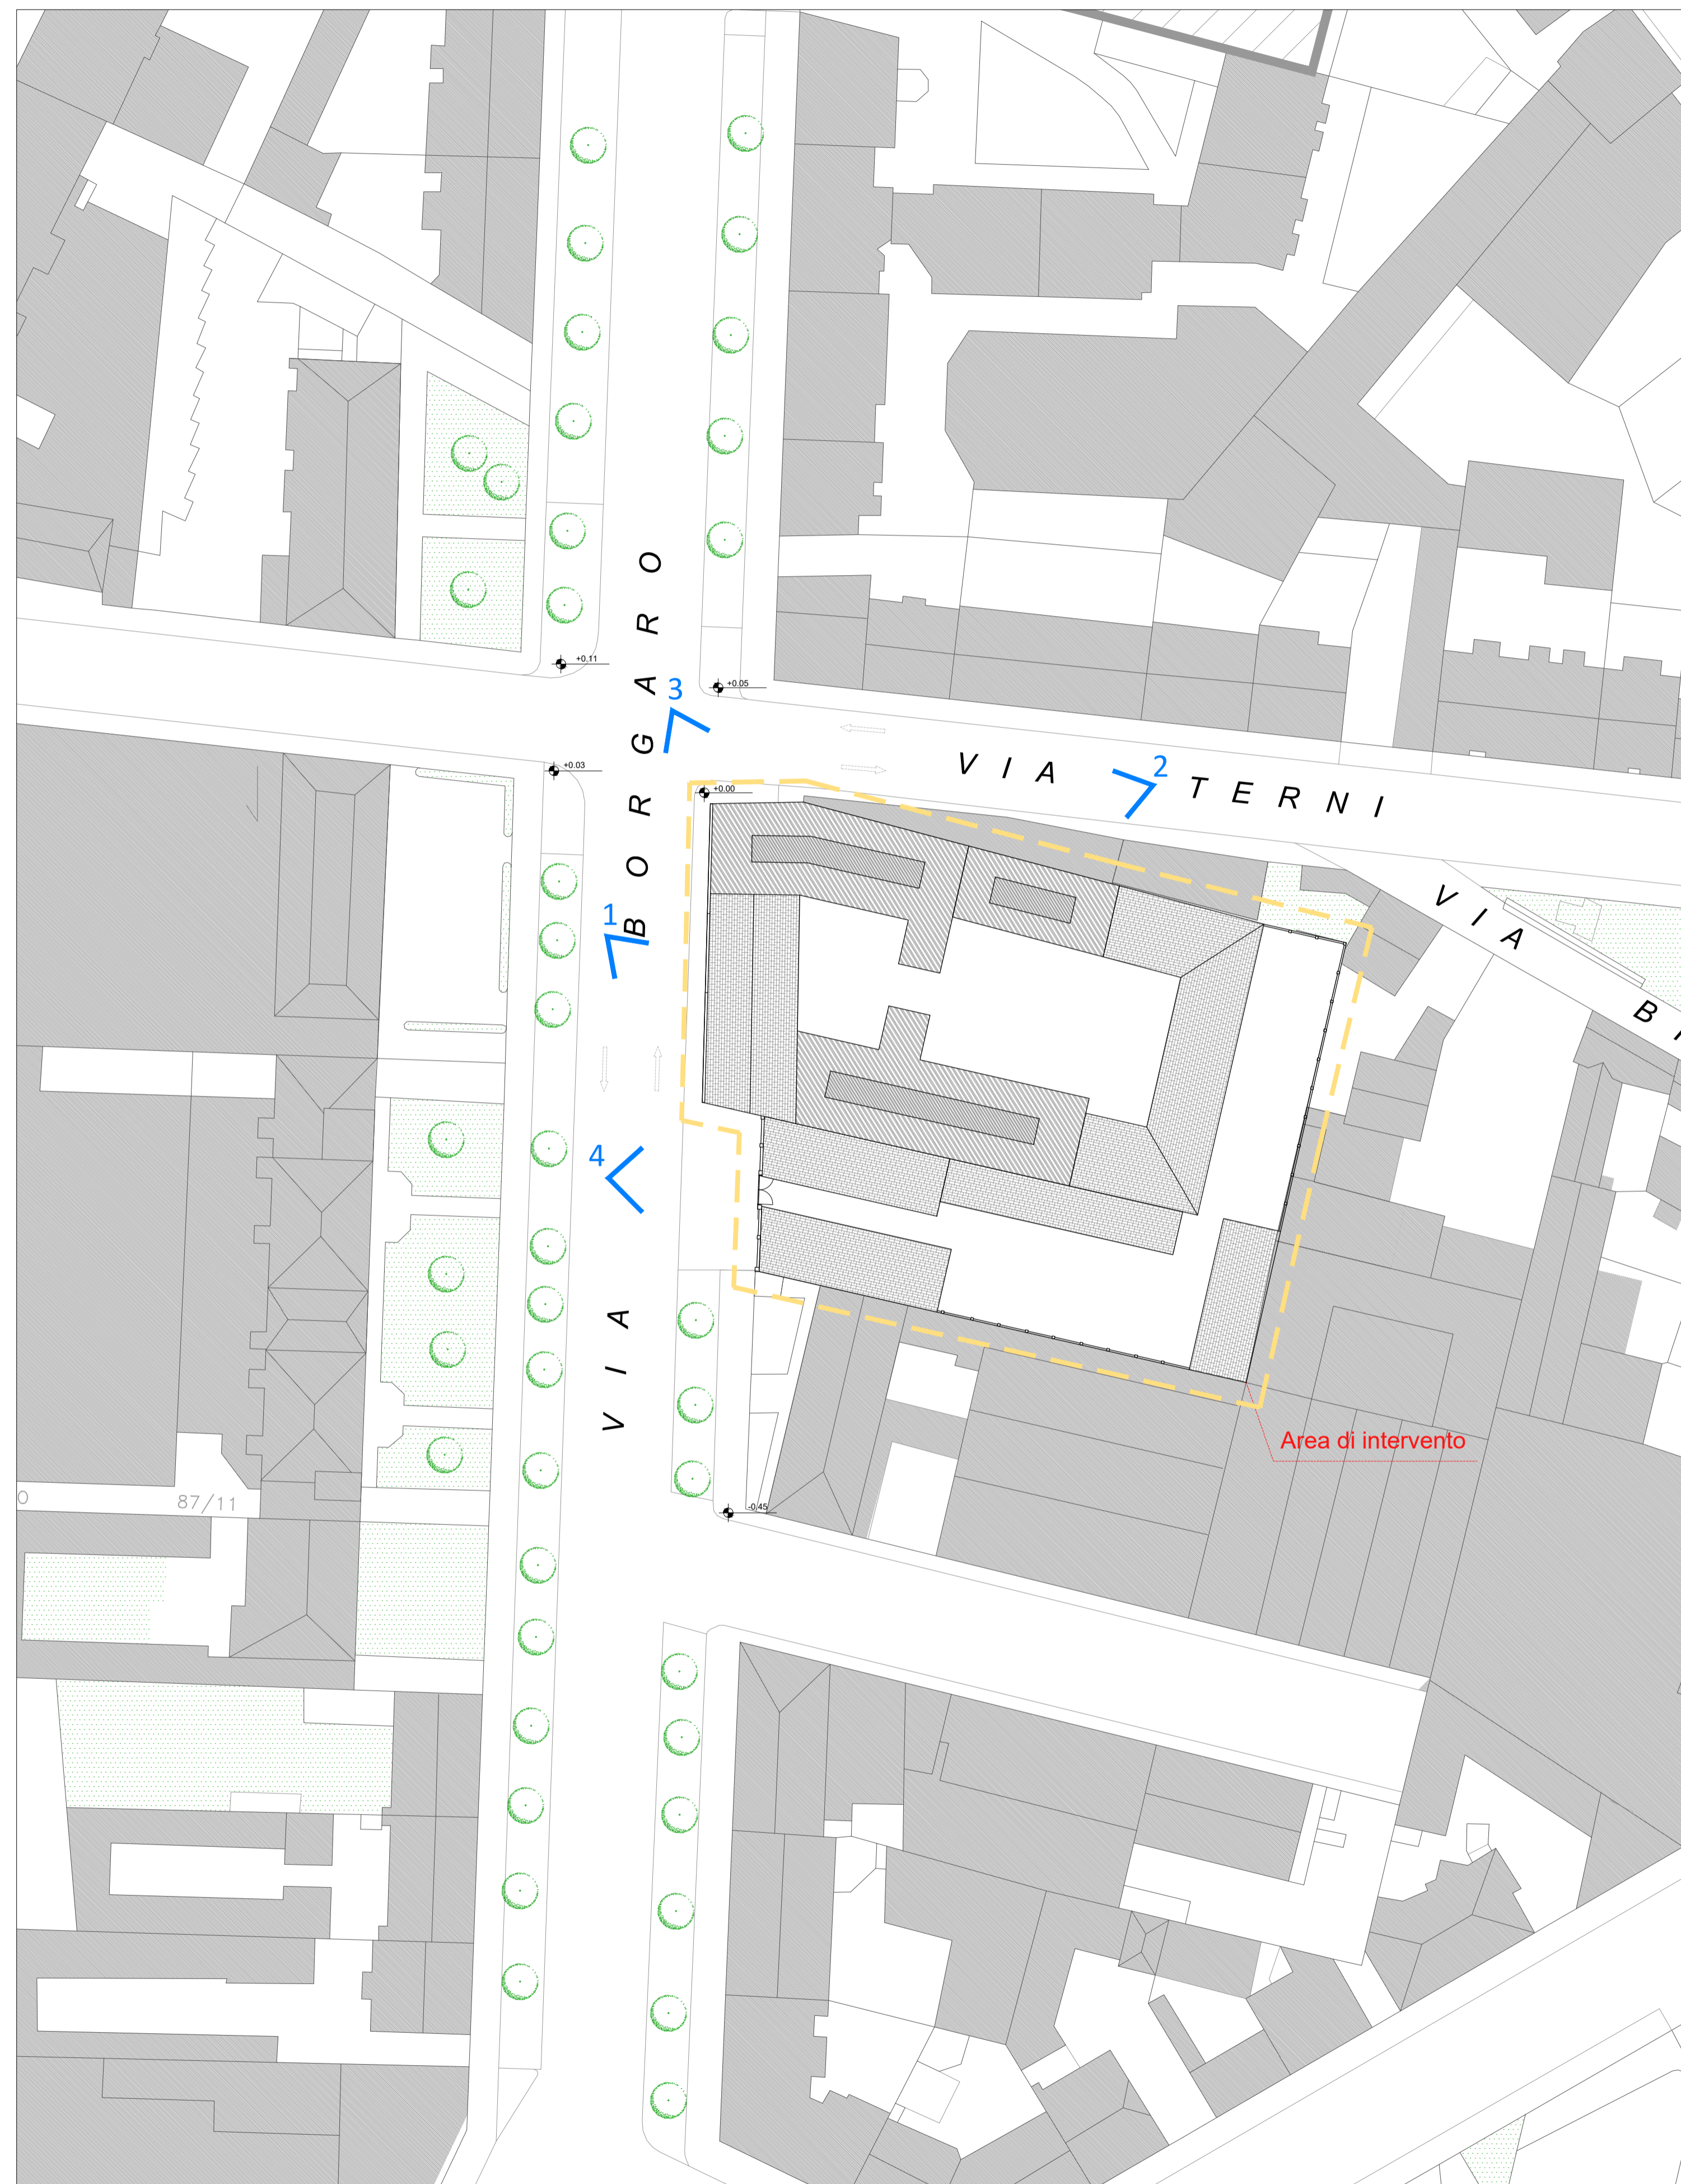 +0.11
+0.05
3
2
VIA TERNI
+0.03
+0.00
VIA BORGARO
1
VIA
B
4
Area di intervento
87/11
-0.45